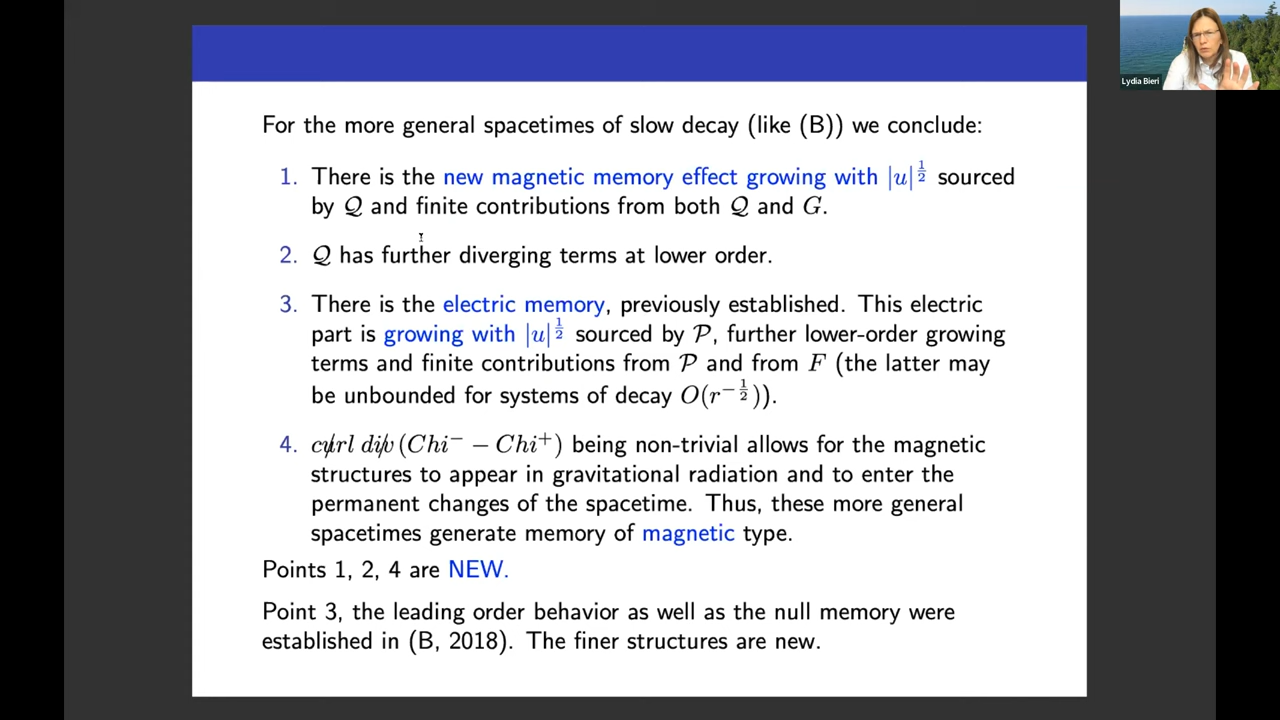 Lydia Bieri
For the more general spacetimes of slow decay (like (B)) we conclude:
1. There is the new magnetic memory effect growing with |u|^{1/2} sourced
by 𝒬 and finite contributions from both 𝒬 and G.
2. 𝒬 has further diverging terms at lower order.
3. There is the electric memory, previously established. This electric
part is growing with |u|^{1/2} sourced by 𝒫, further lower-order growing
terms and finite contributions from 𝒫 and from F (the latter may
be unbounded for systems of decay O(r^{-1/2})).
4. c̸url di̸v (Chi⁻ − Chi⁺) being non-trivial allows for the magnetic
structures to appear in gravitational radiation and to enter the
permanent changes of the spacetime. Thus, these more general
spacetimes generate memory of magnetic type.
Points 1, 2, 4 are NEW.
Point 3, the leading order behavior as well as the null memory were
established in (B, 2018). The finer structures are new.